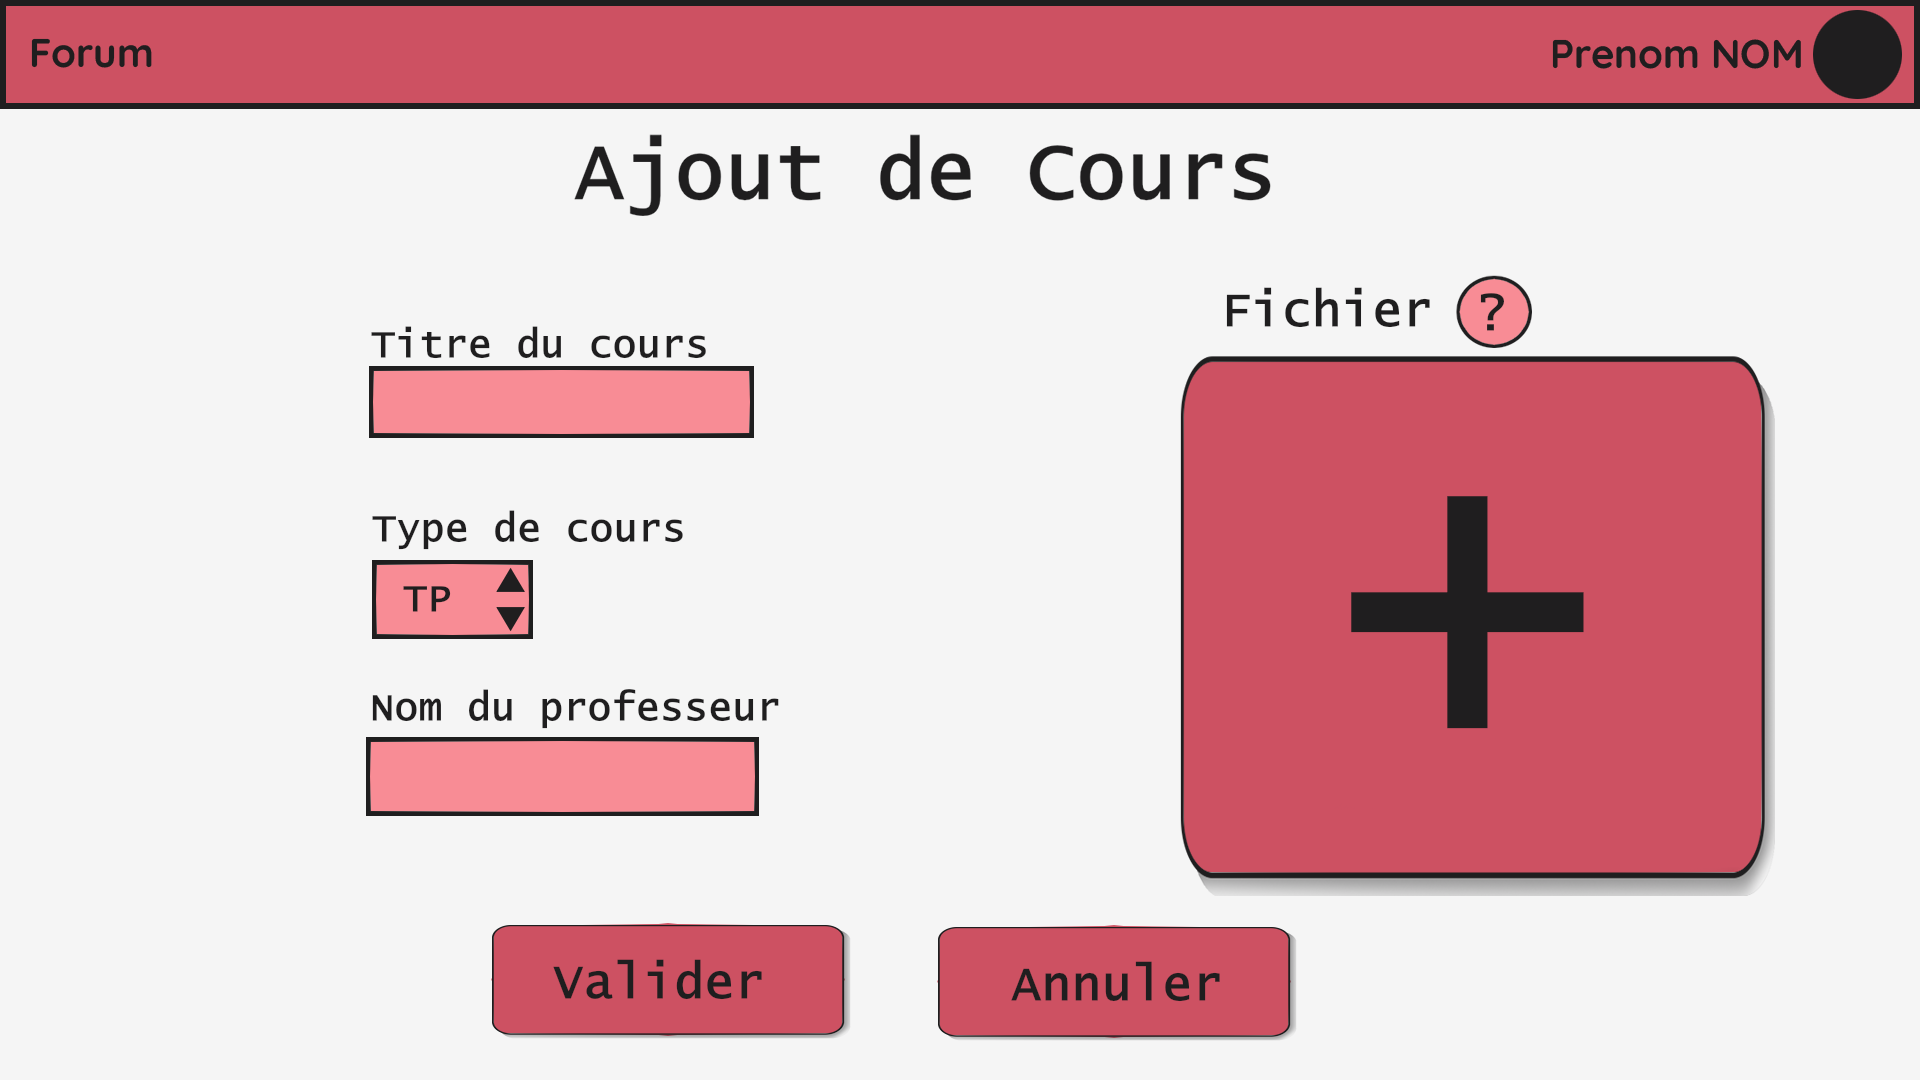 Forum
Prenom NOM
Ajout de Cours
Titre du cours
Type de cours
TP
Nom du professeur
Fichier ?
Valider
Annuler